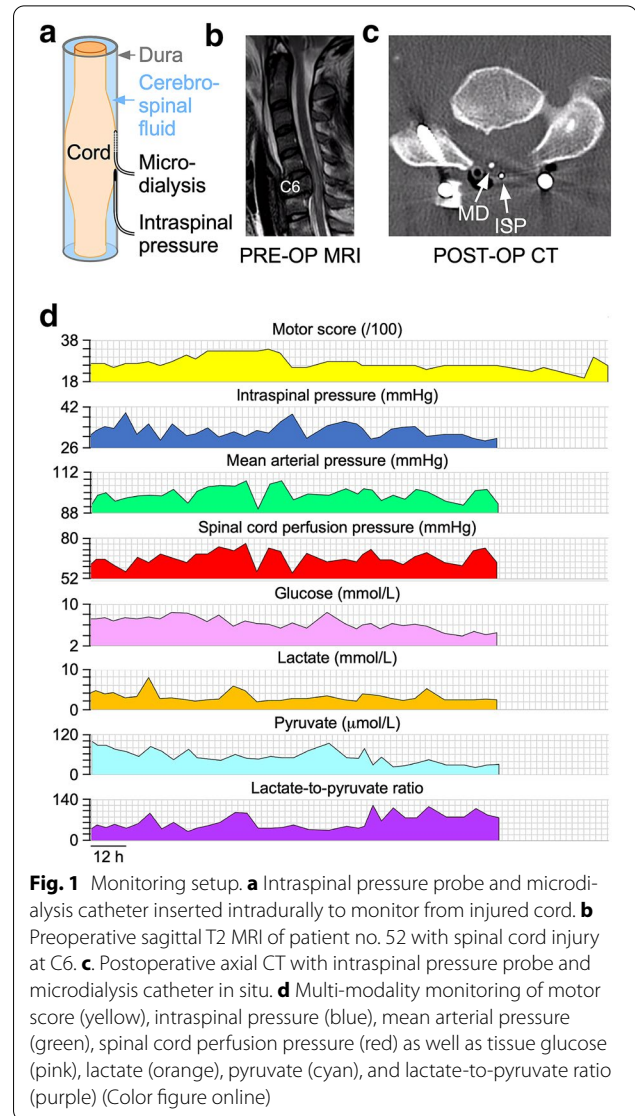 a
Dura
Cerebro-
spinal
fluid
Cord
Micro-
dialysis
Intraspinal
pressure
b
C6
PRE-OP MRI
c
MD
ISP
POST-OP CT
d
Motor score (/100)
38
18
Intraspinal pressure (mmHg)
42
26
Mean arterial pressure (mmHg)
112
88
Spinal cord perfusion pressure (mmHg)
80
52
Glucose (mmol/L)
10
2
Lactate (mmol/L)
10
0
Pyruvate (μmol/L)
120
0
Lactate-to-pyruvate ratio
140
0
12 h
Fig. 1 Monitoring setup. a Intraspinal pressure probe and microdi-
alysis catheter inserted intradurally to monitor from injured cord. b
Preoperative sagittal T2 MRI of patient no. 52 with spinal cord injury
at C6. c. Postoperative axial CT with intraspinal pressure probe and
microdialysis catheter in situ. d Multi-modality monitoring of motor
score (yellow), intraspinal pressure (blue), mean arterial pressure
(green), spinal cord perfusion pressure (red) as well as tissue glucose
(pink), lactate (orange), pyruvate (cyan), and lactate-to-pyruvate ratio
(purple) (Color figure online)